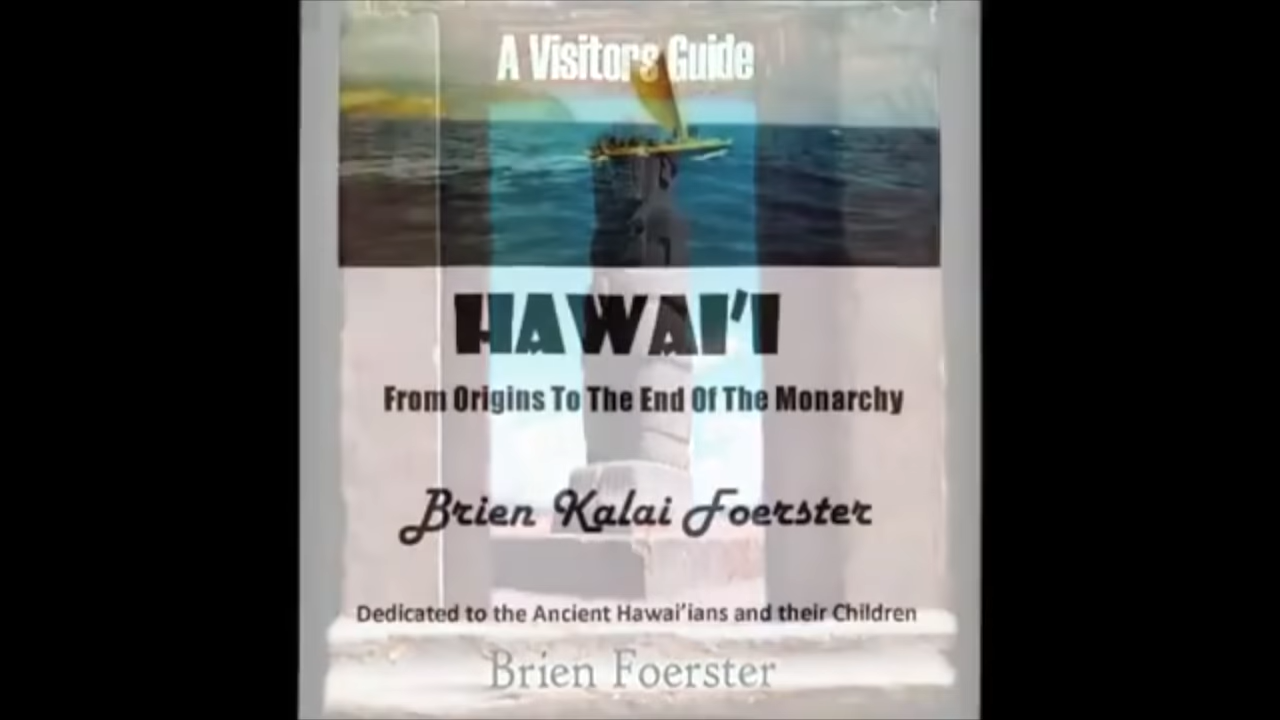 A Visitors Guide
HAWAI'I
From Origins To The End Of The Monarchy
Brien Kalai Foerster
Dedicated to the Ancient Hawai'ians and their Children
Brien Foerster